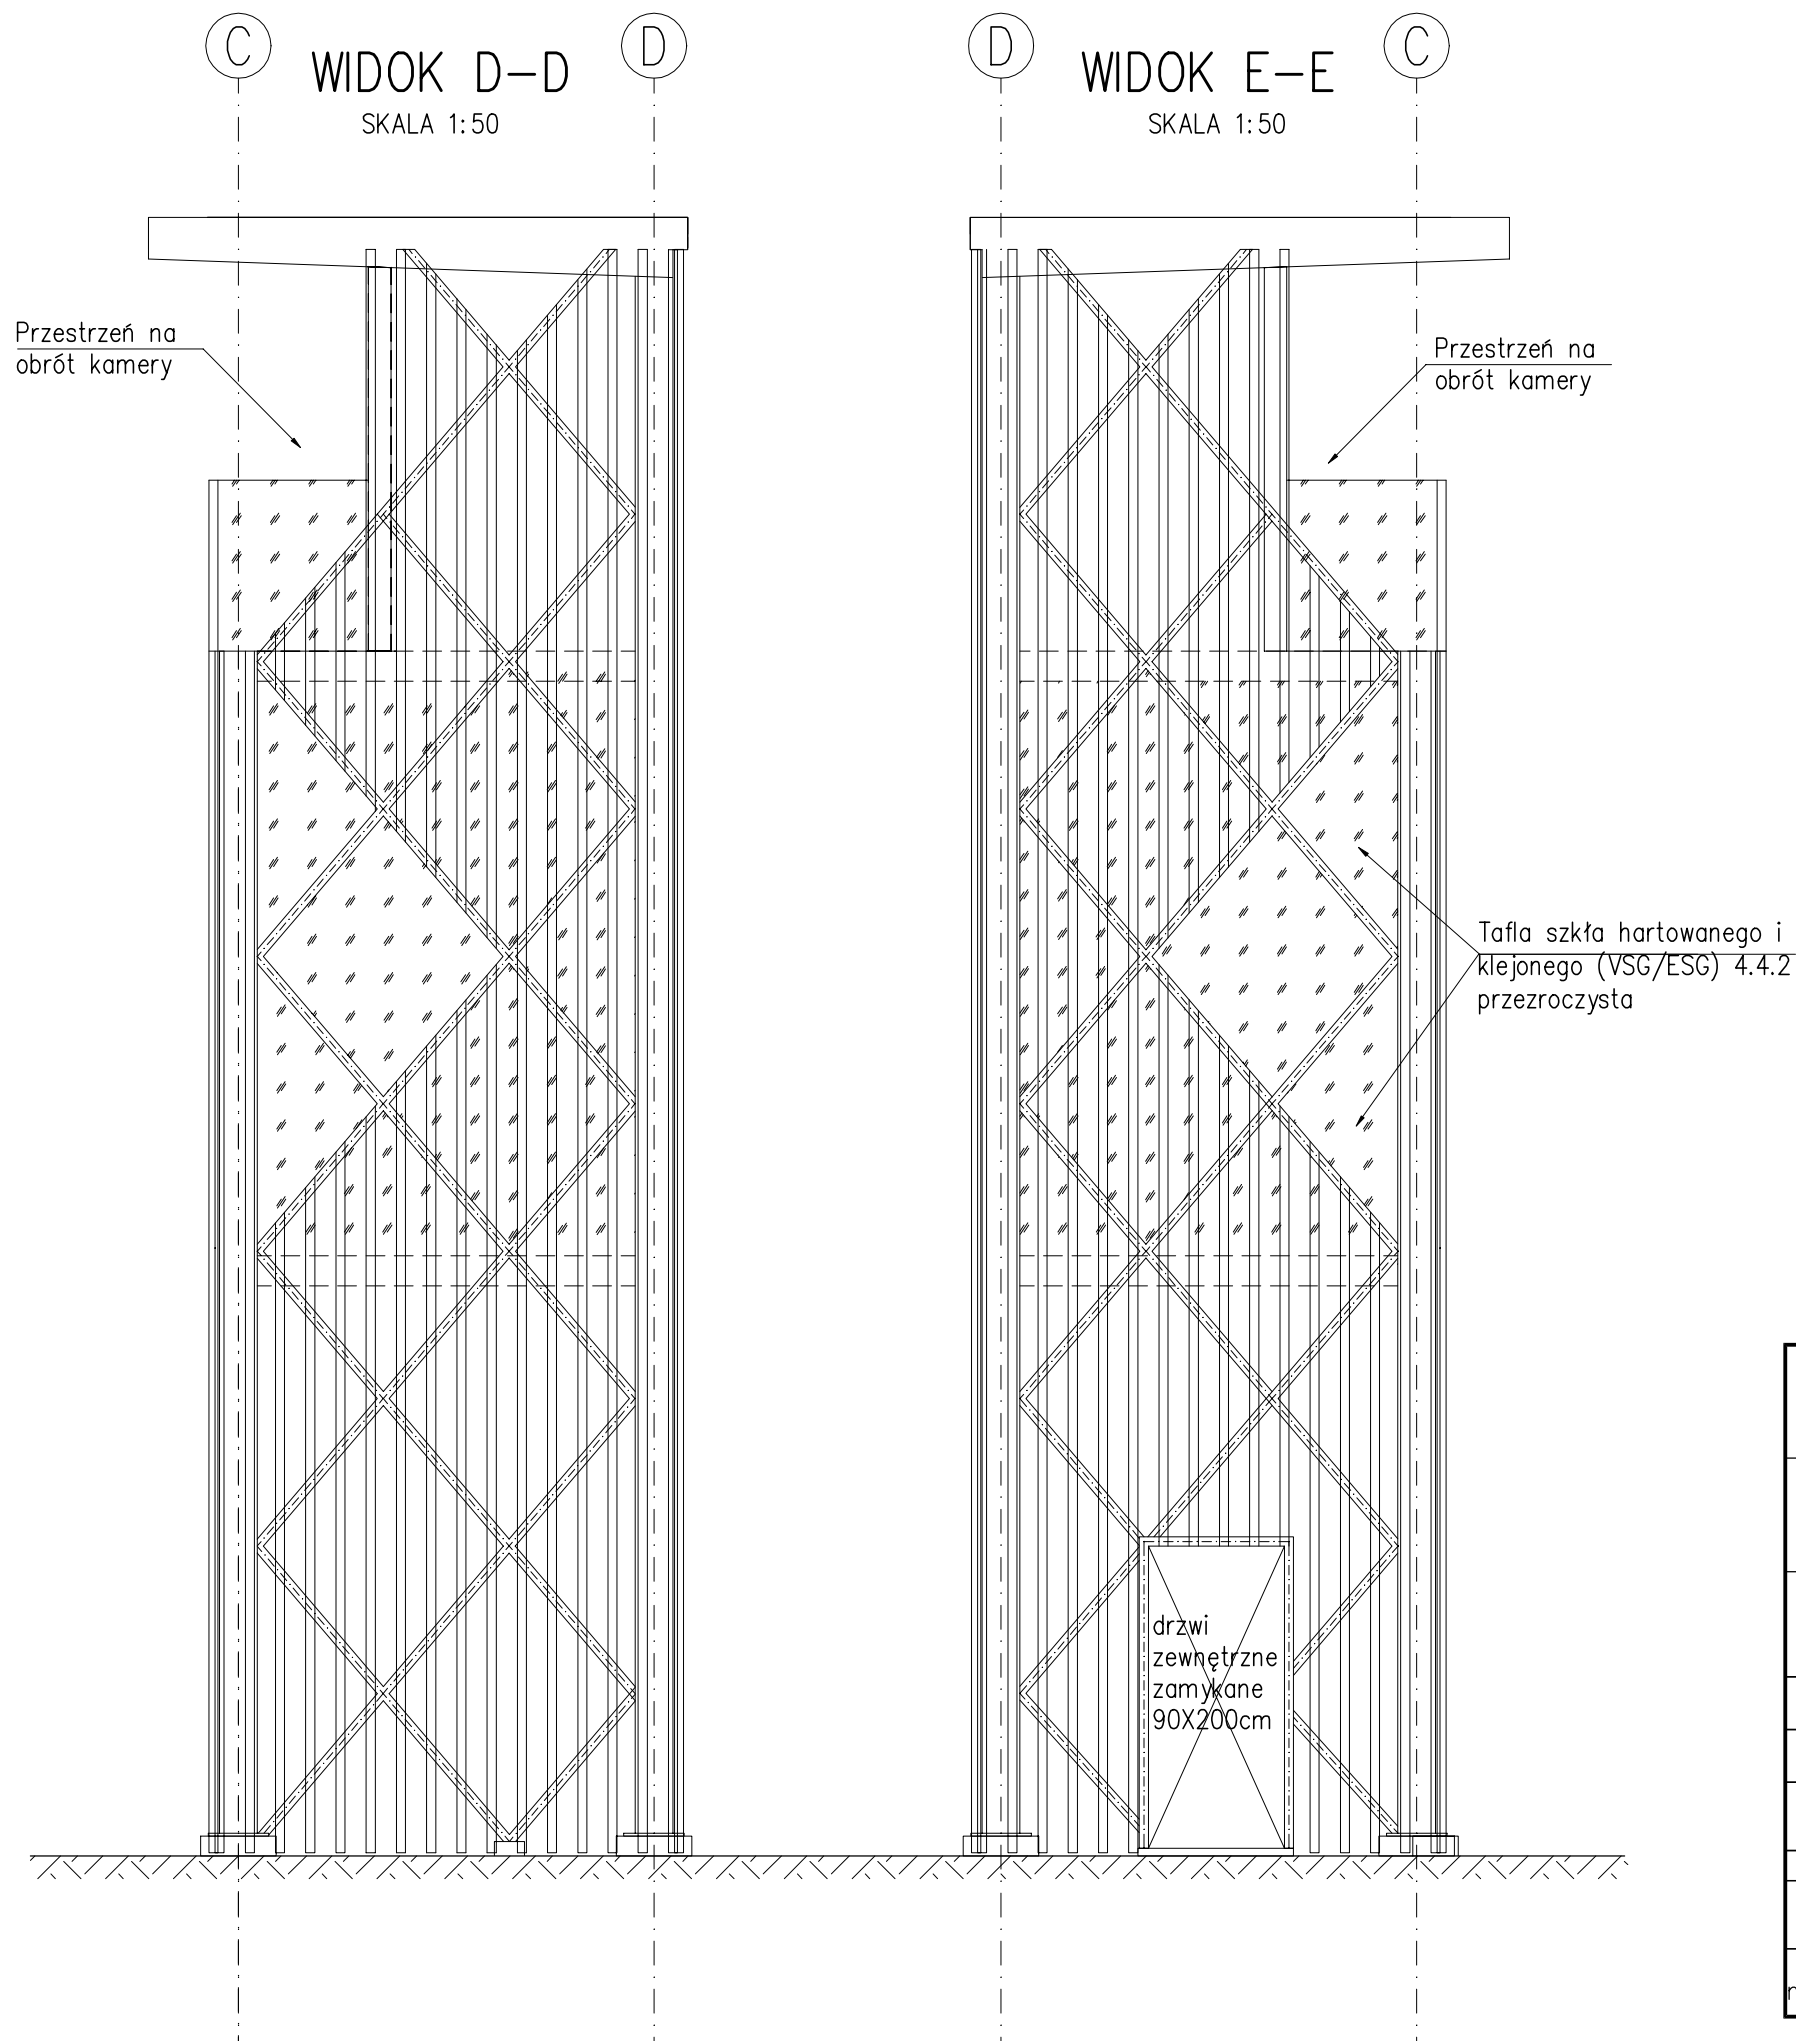 C
WIDOK D-D
D
SKALA 1:50
D
WIDOK E-E
C
SKALA 1:50
Przestrzeń na
obrót kamery
Przestrzeń na
obrót kamery
Tafla szkła hartowanego i
klejonego (VSG/ESG) 4.4.2
przezroczysta
drzwi
zewnętrzne
zamykane
90X200cm